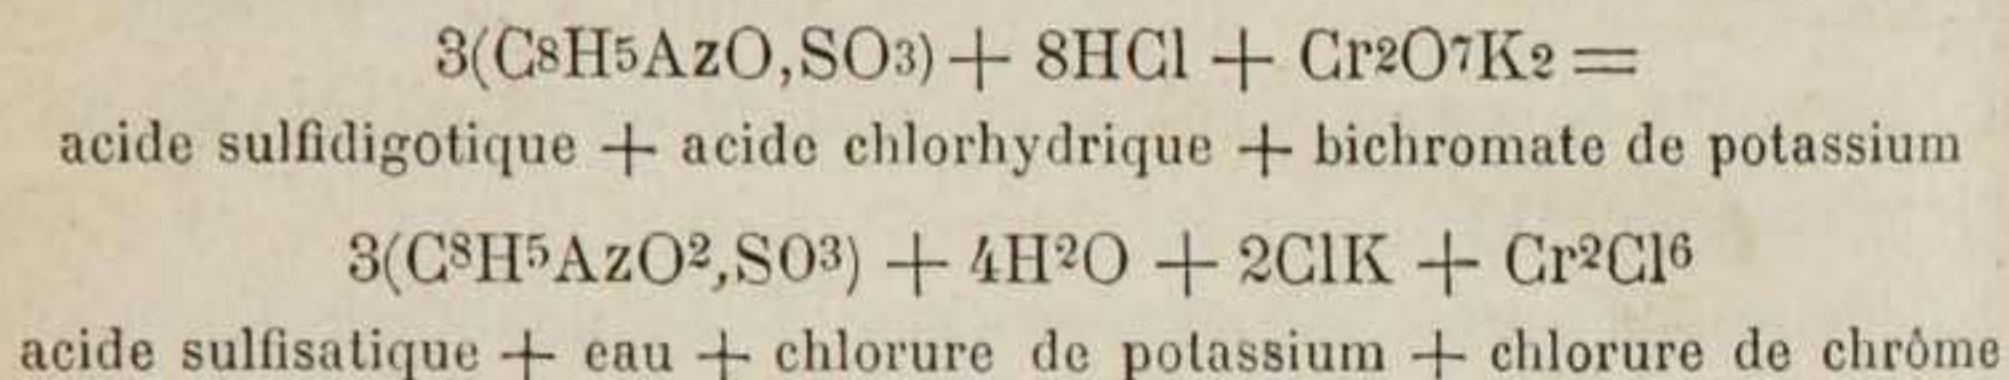 3(C8H5AzO,SO3) + 8HCl + Cr2O7K2 =
acide sulfidigotique + acide chlorhydrique + bichromate de potassium
3(C⁸H⁵AzO²,SO³) + 4H²O + 2ClK + Cr²Cl⁶
acide sulfisatique + eau + chlorure de potassium + chlorure de chrôme